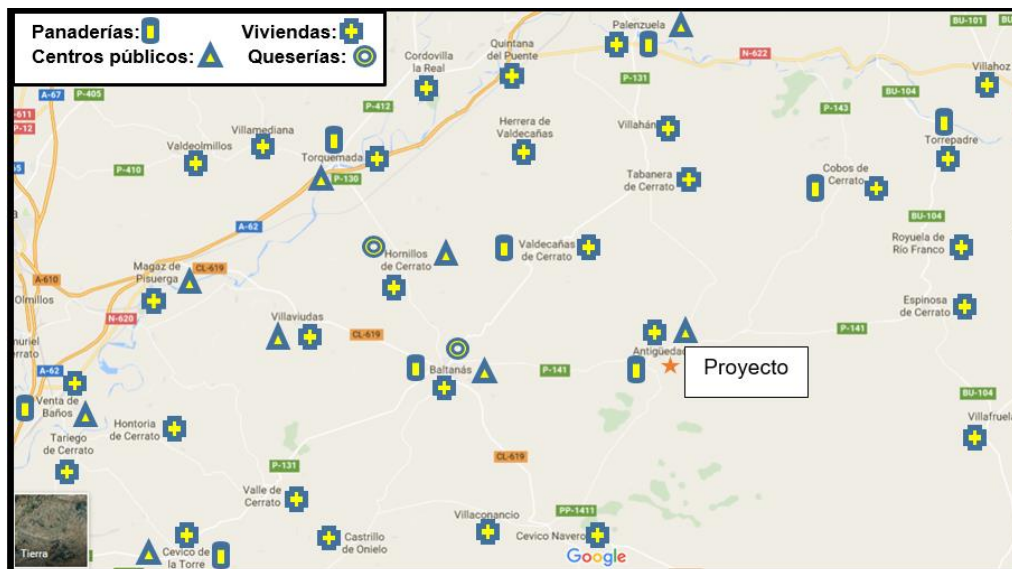 Panaderías: Viviendas:
Centros públicos: Queserías:
Palenzuela
BU-101
N-622
Villahoz
Quintana
del Puente
Cordovilla
la Real
A-67
P-405
P-131
BU-104
-611
P-12
P-412
P-143
Villamediana
Valdeolmillos
Torquemada
Herrera de
Valdecañas
Villahán
Torrepadre
P-410
P-130
Tabanera
de Cerrato
Cobos de
Cerrato
A-62
BU-104
Valdecañas
de Cerrato
Royuela de
Río Franco
Hornillos
de Cerrato
Magaz de
Pisuerga
CL-619
A-610
Olmillos
Espinosa
de Cerrato
N-620
Villaviudas
CL-619
P-141
P-141
Baltanás
Proyecto
A-62
BU-104
Venta de
Baños
Hontoria
de Cerrato
Villafruela
Tariego
de Cerrato
P-131
CL-619
Valle de
Cerrato
Villaconancio
PP-1411
Castrillo
de Onielo
Cevico Navero
Cevico de
la Torre
Tierra
Google